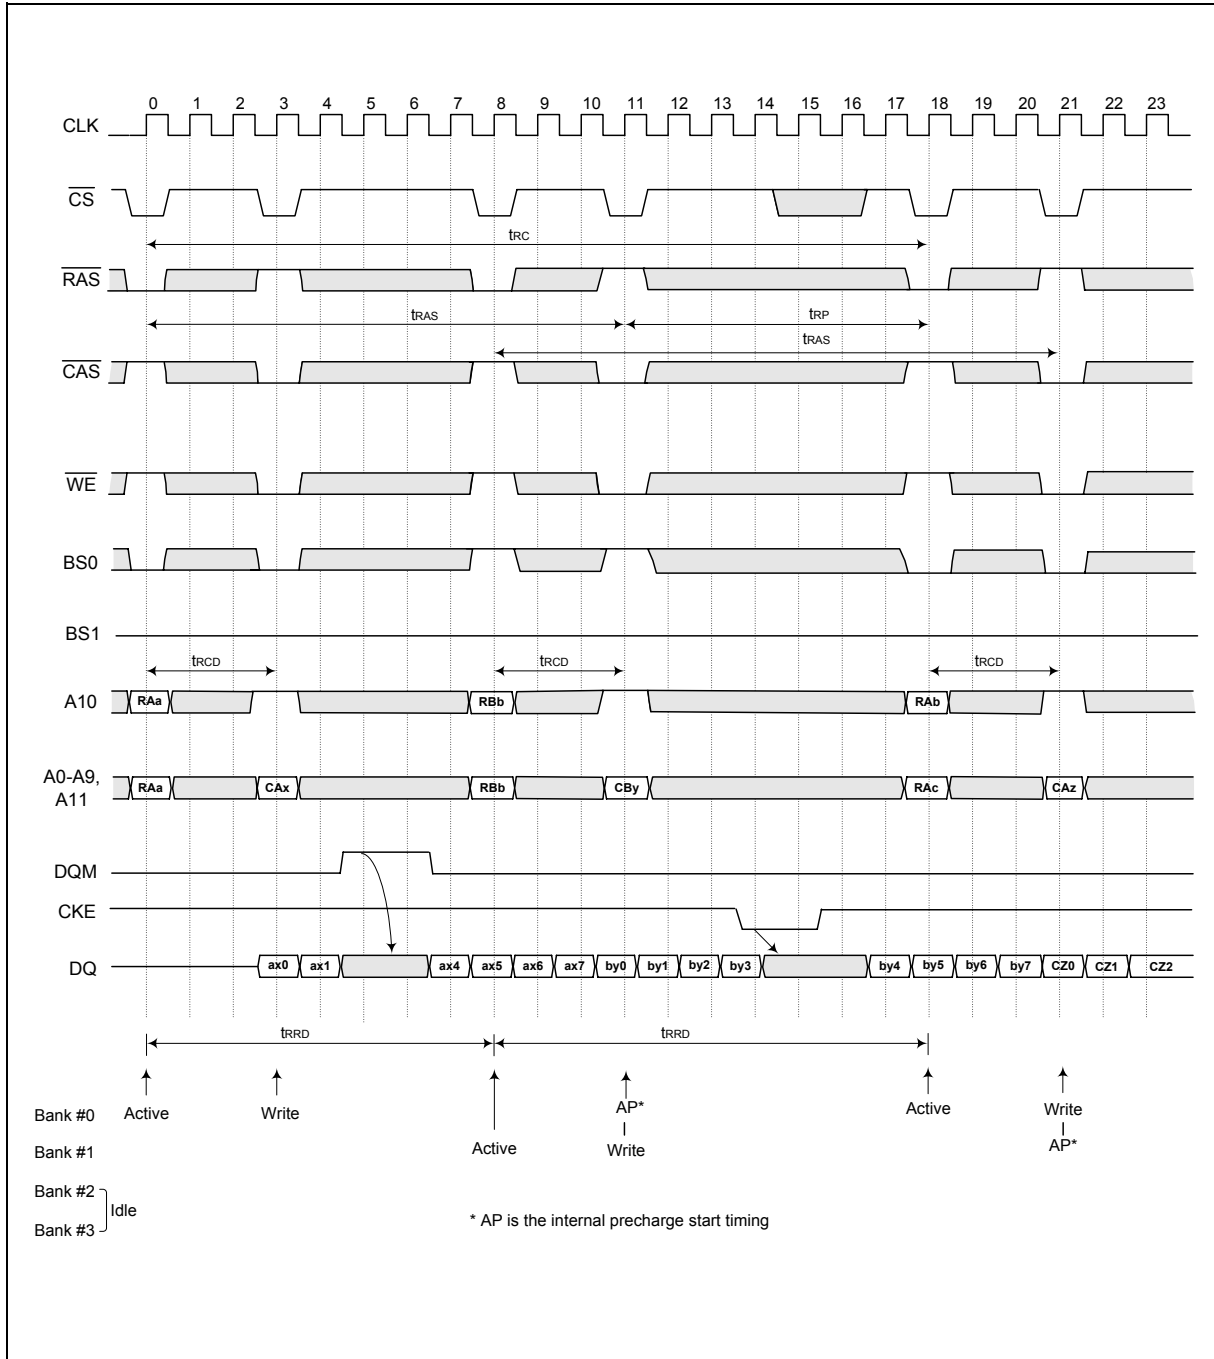 0 1 2 3 4 5 6 7 8 9 10 11 12 13 14 15 16 17 18 19 20 21 22 23
CLK
CS
tRC
RAS
tRAS tRP
tRAS
CAS
WE
BS0
BS1
tRCD tRCD tRCD
A10 RAa RBb RAb
A0-A9,
A11
RAa CAx RBb CBy RAc CAz
DQM
CKE
DQ ax0 ax1 ax4 ax5 ax6 ax7 by0 by1 by2 by3 by4 by5 by6 by7 CZ0 CZ1 CZ2
tRRD tRRD
Bank #0 Active Write AP* Active Write
Bank #1 Active Write AP*
Bank #2
Idle
Bank #3
* AP is the internal precharge start timing